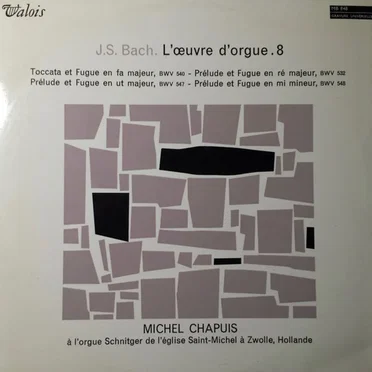 Valois
J.S. Bach. L'œuvre d'orgue.8
Toccata et Fugue en fa majeur, BWV 540 - Prélude et Fugue en ré majeur, BWV 532
Prélude et Fugue en ut majeur, BWV 547 - Prélude et Fugue en mi mineur, BWV 548
MICHEL CHAPUIS
à l'orgue Schnitger de l'église Saint-Michel à Zwolle, Hollande